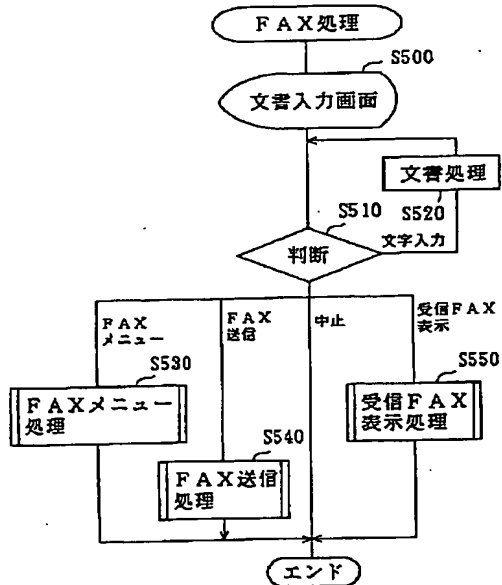 ＦＡＸ処理
S500
文書入力画面
文書処理
S510
S520
判断
文字入力
ＦＡＸ
メニュー
ＦＡＸ
送信
中止
受信ＦＡＸ
表示
S530
S550
ＦＡＸメニュー
処理
受信ＦＡＸ
表示処理
S540
ＦＡＸ送信
処理
エンド